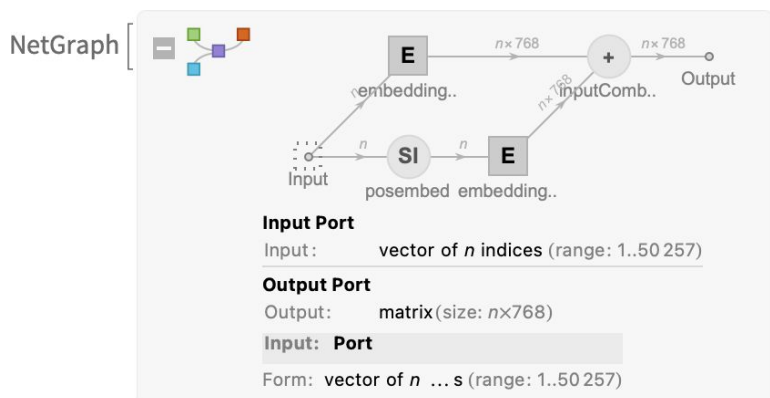 NetGraph
E
n×768
+
n×768
embedding..
n
inputComb..
n×768
Output
n
SI
n
E
Input
posembed
embedding..
Input Port
Input: vector of n indices (range: 1..50 257)
Output Port
Output: matrix (size: n×768)
Input: Port
Form: vector of n ... s (range: 1..50 257)